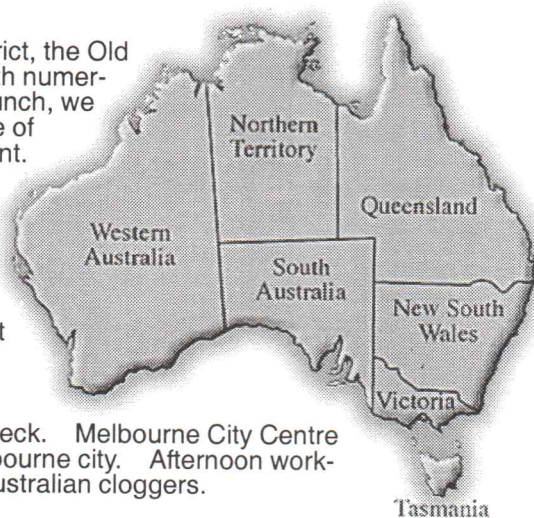 rict, the Old
th numer-
unch, we
e of
nt.
Northern
Territory
Queensland
Western
Australia
South
Australia
New South
Wales
t
Victoria
eck. Melbourne City Centre
bourne city. Afternoon work-
ustralian cloggers.
Tasmania